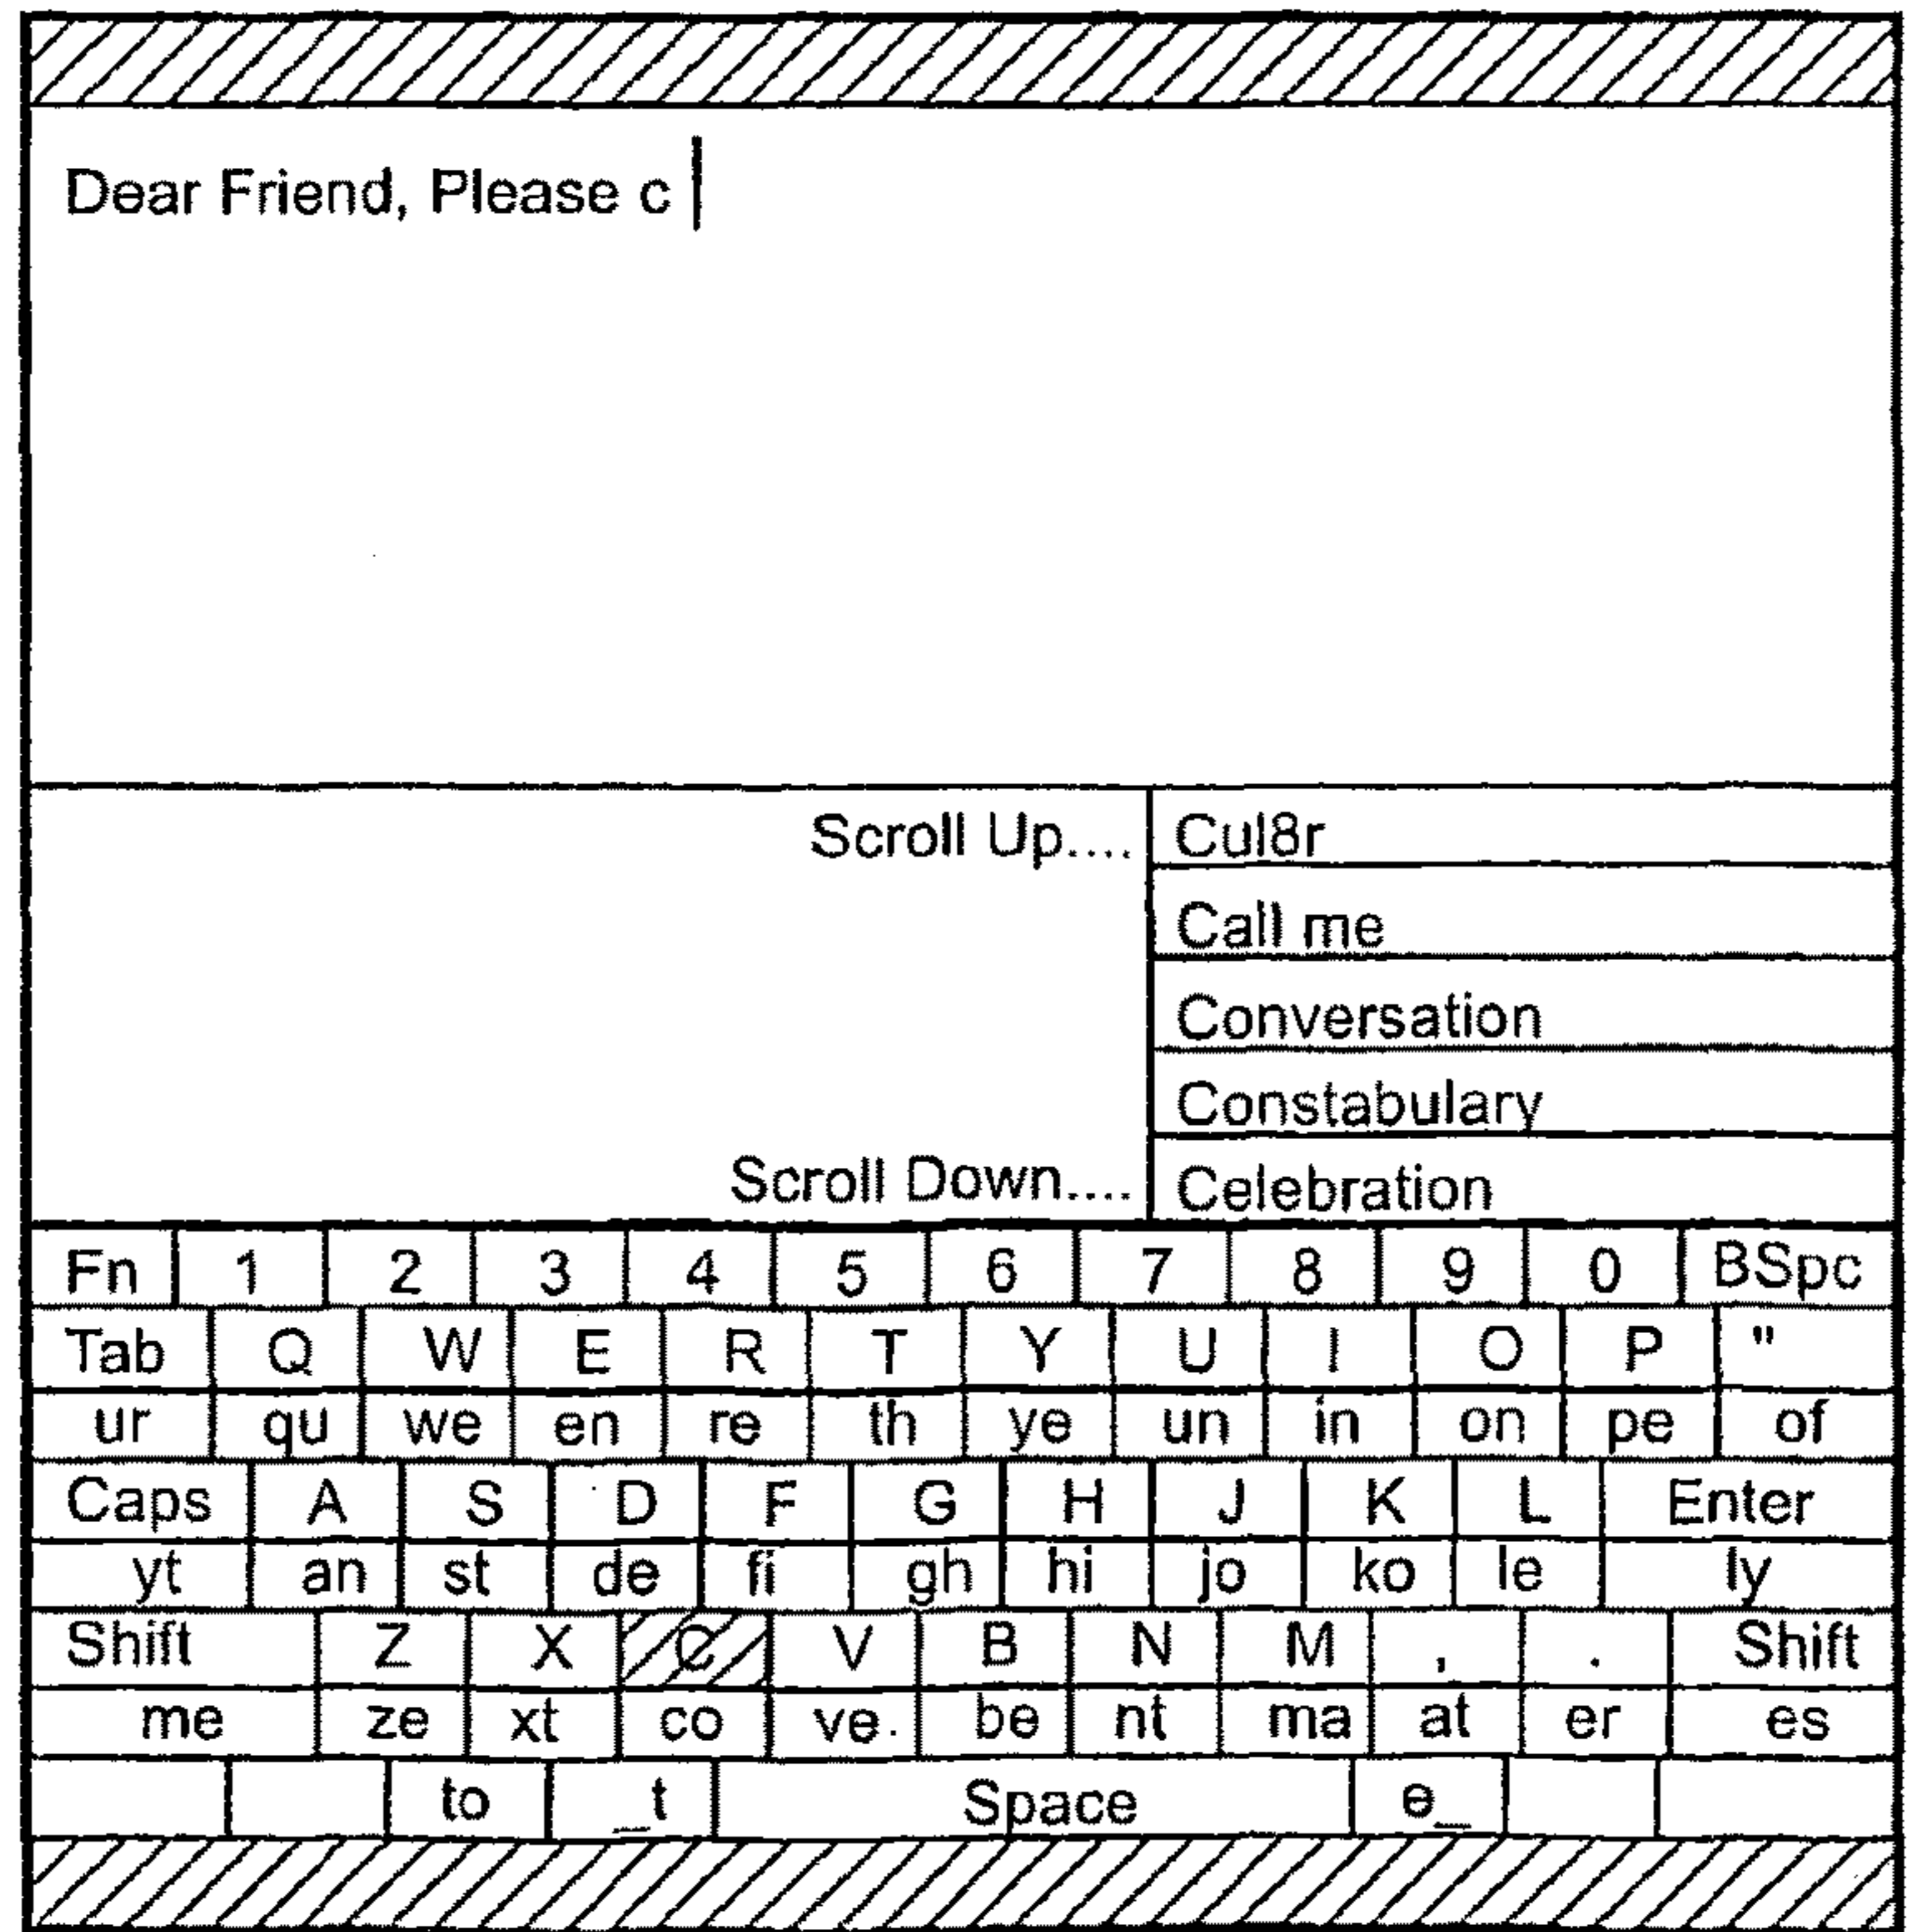 Dear Friend, Please c
Scroll Up.... Cul8r
Call me
Conversation
Constabulary
Scroll Down.... Celebration
Fn 1 2 3 4 5 6 7 8 9 0 BSpc
Tab Q W E R T Y U I O P "
ur qu we en re th ye un in on pe of
Caps A S D F G H J K L Enter
yt an st de fi gh hi jo ko le ly
Shift Z X C V B N M , . Shift
me ze xt co ve be nt ma at er es
to _t Space e_